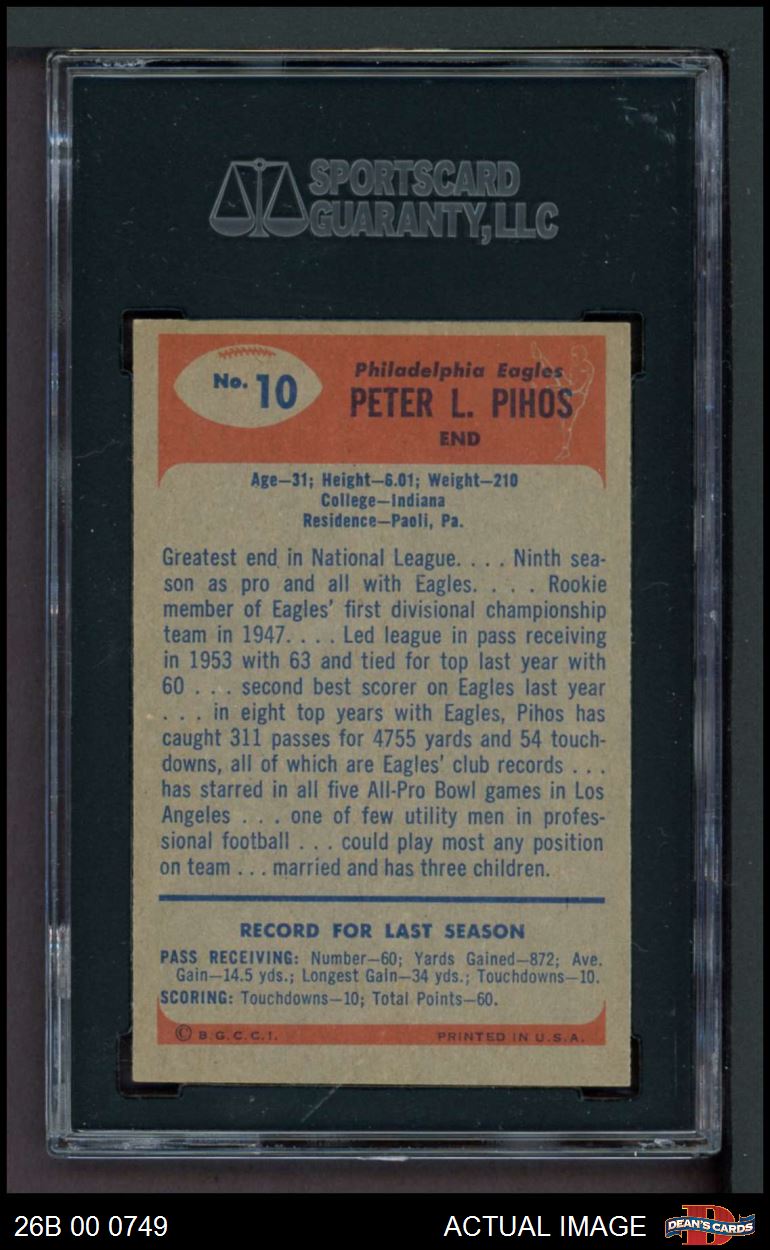 SPORTSCARD
GUARANTY, LLC
No. 10
Philadelphia Eagles
PETER L. PIHOS
END
Age—31; Height—6.01; Weight—210
College—Indiana
Residence—Paoli, Pa.
Greatest end in National League. . . . Ninth sea-
son as pro and all with Eagles. . . . Rookie
member of Eagles' first divisional championship
team in 1947. . . . Led league in pass receiving
in 1953 with 63 and tied for top last year with
60 . . . second best scorer on Eagles last year
. . . in eight top years with Eagles, Pihos has
caught 311 passes for 4755 yards and 54 touch-
downs, all of which are Eagles' club records . . .
has starred in all five All-Pro Bowl games in Los
Angeles . . . one of few utility men in profes-
sional football . . . could play most any position
on team . . . married and has three children.
RECORD FOR LAST SEASON
PASS RECEIVING: Number—60; Yards Gained—872; Ave.
Gain—14.5 yds.; Longest Gain—34 yds.; Touchdowns—10.
SCORING: Touchdowns—10; Total Points—60.
© B.G.C.C.I. PRINTED IN U.S.A.
26B 00 0749 ACTUAL IMAGE DEAN'S CARDS